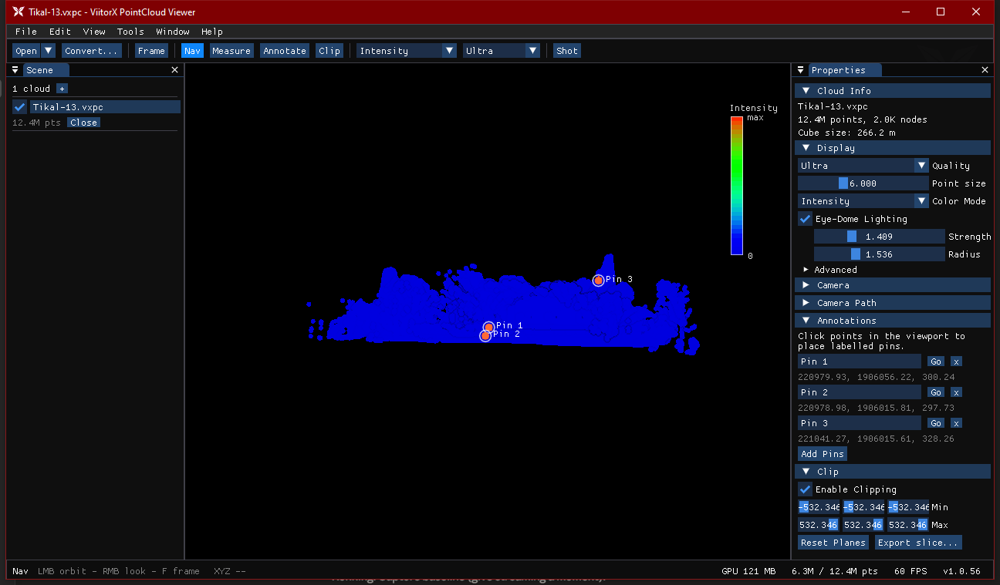 Tikal-13.vxpc - ViitorX PointCloud Viewer
File Edit View Tools Window Help
Open Convert... Frame Nav Measure Annotate Clip Intensity Ultra Shot
Scene
1 cloud +
Tikal-13.vxpc
12.4M pts Close
Intensity
max
0
Pin 3
Pin 1
Pin 2
Properties
Cloud Info
Tikal-13.vxpc
12.4M points, 2.0K nodes
Cube size: 266.2 m
Display
Ultra Quality
6.000 Point size
Intensity Color Mode
Eye-Dome Lighting
1.409 Strength
1.536 Radius
Advanced
Camera
Camera Path
Annotations
Click points in the viewport to
place labelled pins.
Pin 1 Go x
220979.93, 1906056.22, 300.24
Pin 2 Go x
220978.98, 1906015.81, 297.73
Pin 3 Go x
221041.27, 1906015.61, 328.26
Add Pins
Clip
Enable Clipping
-532.346 -532.346 -532.346 Min
532.346 532.346 532.346 Max
Reset Planes Export slice...
Nav LMB orbit - RMB look - F frame XYZ -- GPU 121 MB 6.3M / 12.4M pts 60 FPS v1.0.56